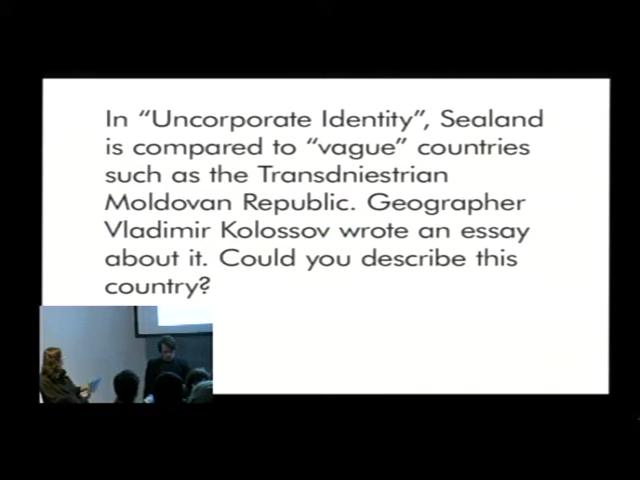 In “Uncorporate Identity”, Sealand
is compared to “vague” countries
such as the Transdniestrian
Moldovan Republic. Geographer
Vladimir Kolossov wrote an essay
about it. Could you describe this
country?